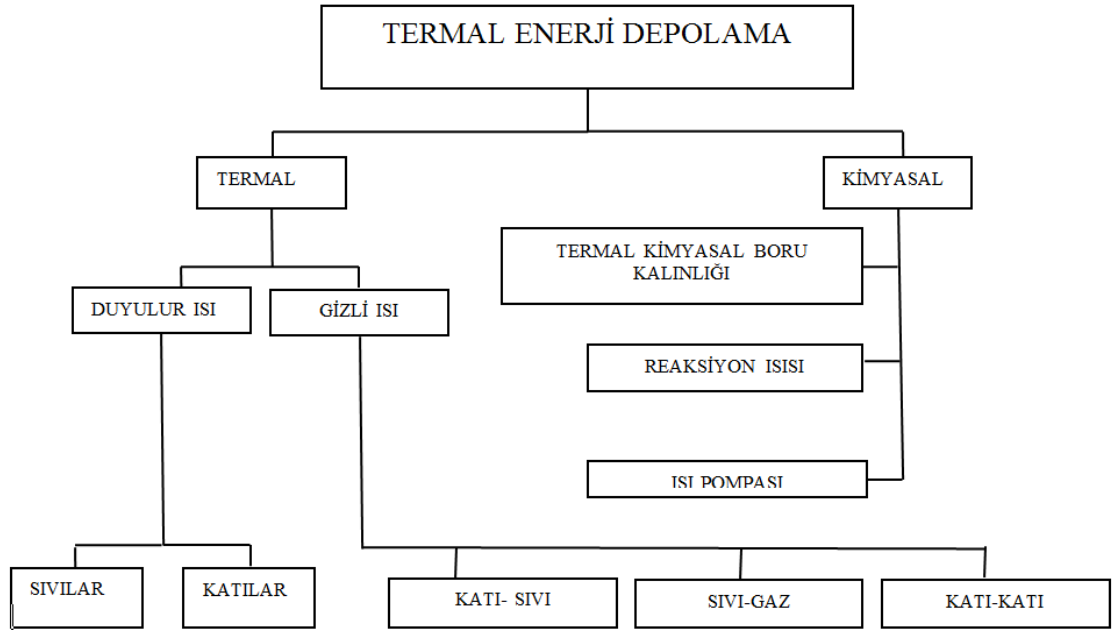 TERMAL ENERJİ DEPOLAMA
TERMAL
KİMYASAL
TERMAL KİMYASAL BORU
KALINLIĞI
DUYULUR ISI
GİZLİ ISI
REAKSİYON ISISI
ISI POMPASI
SIVILAR
KATILAR
KATI- SIVI
SIVI-GAZ
KATI-KATI